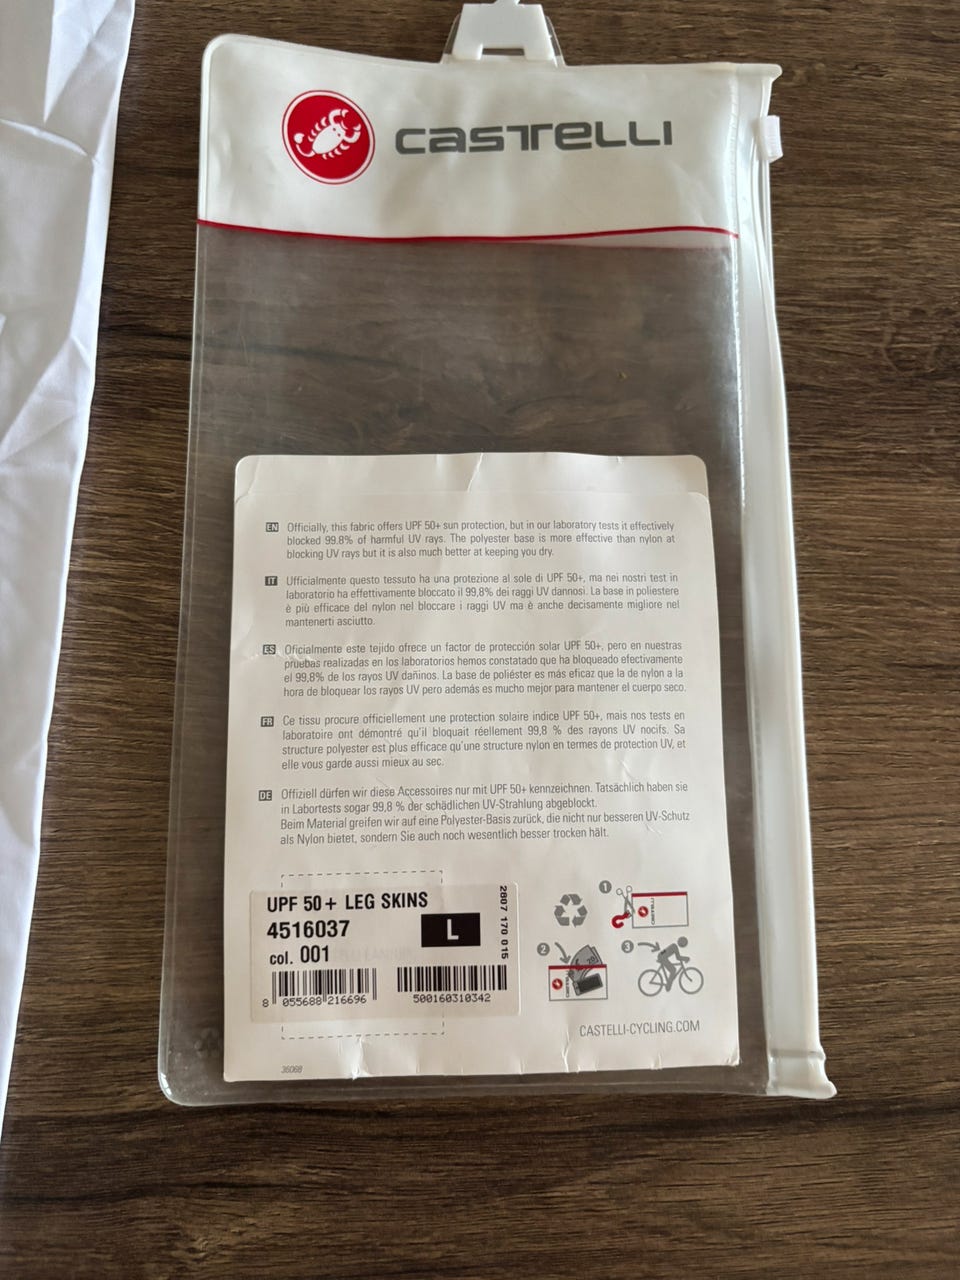 CASTELLI
EN Officially, this fabric offers UPF 50+ sun protection, but in our laboratory tests it effectively
blocked 99.8% of harmful UV rays. The polyester base is more effective than nylon at
blocking UV rays but it is also much better at keeping you dry.
IT Ufficialmente questo tessuto ha una protezione al sole di UPF 50+, ma nei nostri test in
laboratorio ha effettivamente bloccato il 99,8% dei raggi UV dannosi. La base in poliestere
è più efficace del nylon nel bloccare i raggi UV ma è anche decisamente migliore nel
mantenerti asciutto.
ES Oficialmente este tejido ofrece un factor de protección solar UPF 50+, pero en nuestras
pruebas realizadas en los laboratorios hemos constatado que ha bloqueado efectivamente
el 99,8% de los rayos UV dañinos. La base de poliéster es más eficaz que la de nylon a la
hora de bloquear los rayos UV pero además es mucho mejor para mantener el cuerpo seco.
FR Ce tissu procure officiellement une protection solaire indice UPF 50+, mais nos tests en
laboratoire ont démontré qu'il bloquait réellement 99,8 % des rayons UV nocifs. Sa
structure polyester est plus efficace qu'une structure nylon en termes de protection UV, et
elle vous garde aussi mieux au sec.
DE Offiziell dürfen wir diese Accessoires nur mit UPF 50+ kennzeichnen. Tatsächlich haben sie
in Labortests sogar 99,8 % der schädlichen UV-Strahlung abgeblockt.
Beim Material greifen wir auf eine Polyester-Basis zurück, die nicht nur besseren UV-Schutz
als Nylon bietet, sondern Sie auch noch wesentlich besser trocken hält.
UPF 50+ LEG SKINS
4516037
L
col. 001
8 055688 216696
500160310342
2807 170 015
1
CASTELLI
2
20
CASTELLI
3
CASTELLI-CYCLING.COM
36068